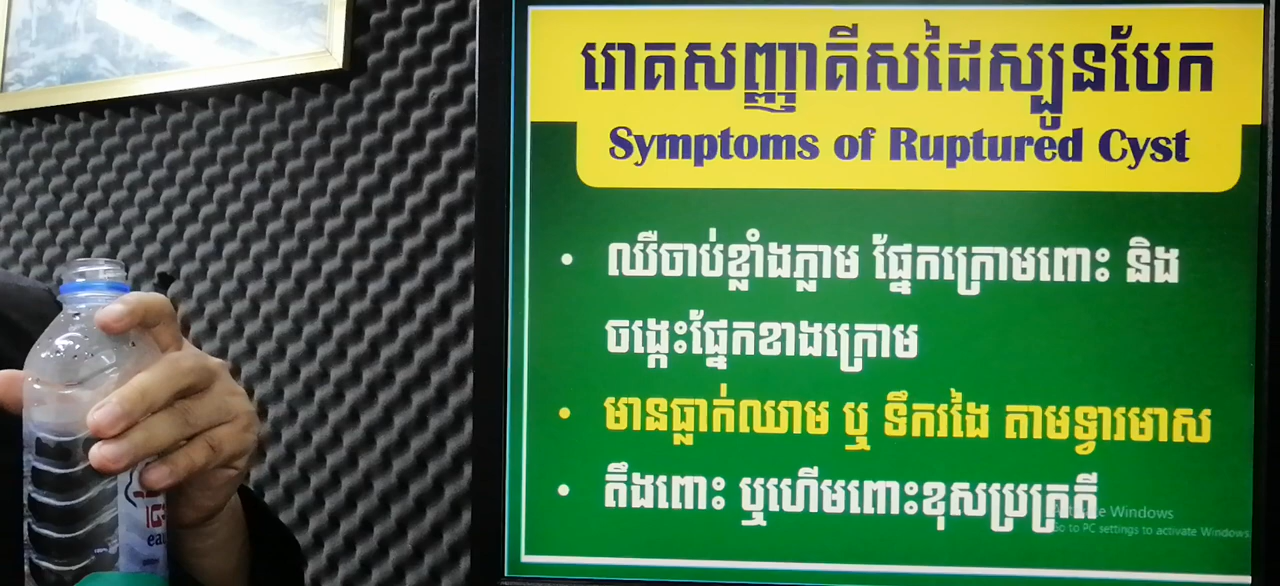 រោគសញ្ញាគីសដៃស្បូនបែក
Symptoms of Ruptured Cyst
• ឈឺចាប់ខ្លាំងភ្លាម ផ្នែកក្រោមពោះ និង
ចង្កេះផ្នែកខាងក្រោម
• មានធ្លាក់ឈាម ឬ ទឹករងៃ តាមទ្វារមាស
• តឹងពោះ ឬហើមពោះខុសប្រក្រតី
Activate Windows
Go to PC settings to activate Windows.